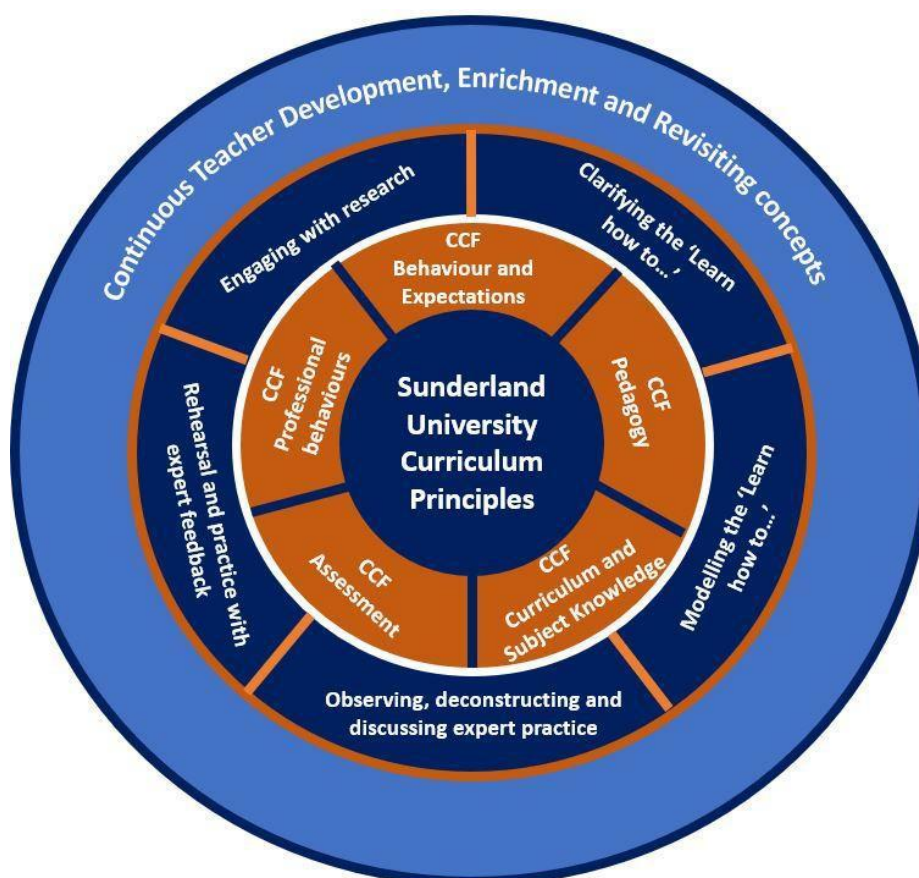 Continuous Teacher Development, Enrichment and Revisiting concepts
Engaging with research
Clarifying the ‘Learn
how to…’,
Modelling the ‘Learn
how to…’
Observing, deconstructing and
discussing expert practice
Rehearsal and practice with
expert feedback
CCF
Behaviour and
Expectations
CCF
Pedagogy
CCF
Curriculum and
Subject Knowledge
CCF
Assessment
CCF
Professional
behaviours
Sunderland
University
Curriculum
Principles